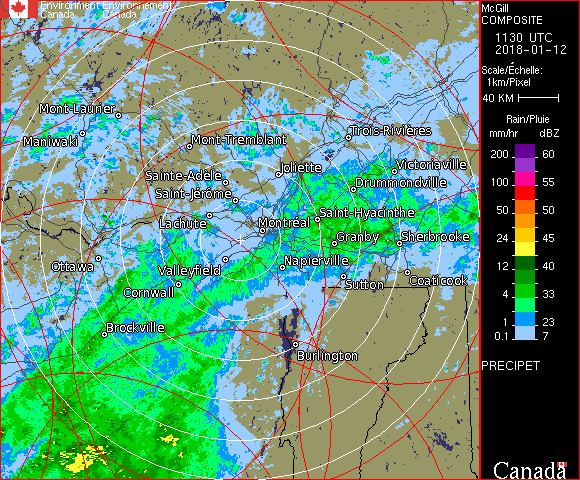 Environment Environnement
Canada Canada
McGill
COMPOSITE
1130 UTC
2018-01-12
Scale/Échelle:
1km/Pixel
40 KM
Rain/Pluie
mm/hr dBZ
200 60
100 55
50 50
24 45
12 40
4 33
23
0.1 7
PRECIPET
Canada
Mont-Laurier
Maniwaki
Mont-Tremblant
Trois-Rivières
Sainte-Adèle
Joliette
Victoriaville
Saint-Jérôme
Drummondville
Lachute
Montréal
Saint-Hyacinthe
Granby
Sherbrooke
Ottawa
Valleyfield
Napierville
Cornwall
Sutton
Coaticook
Brockville
Burlington